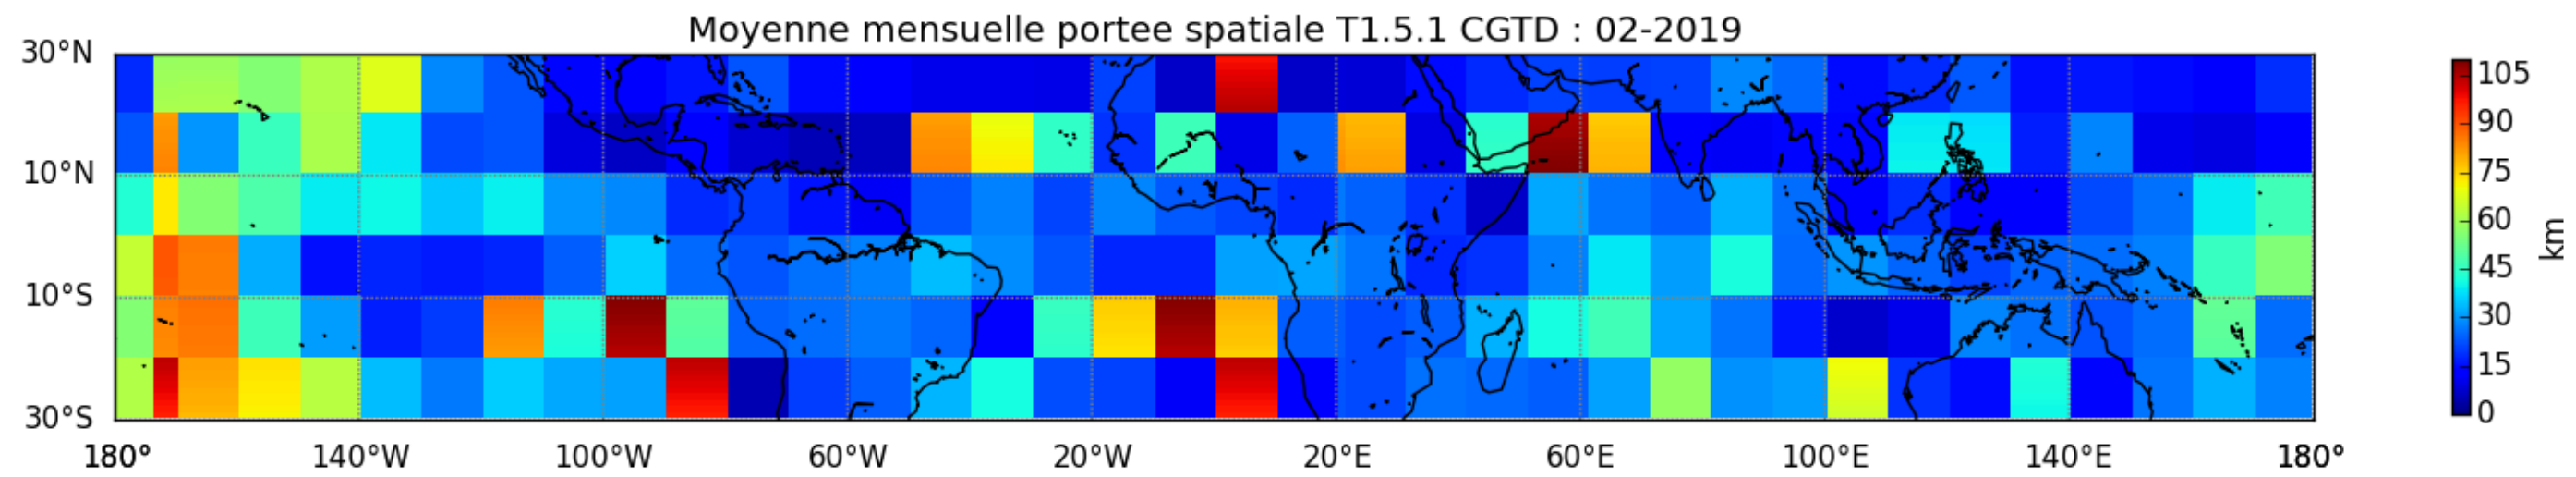 Moyenne mensuelle portee spatiale T1.5.1 CGTD : 02-2019
30°N
10°N
10°S
30°S
180° 140°W 100°W 60°W 20°W 20°E 60°E 100°E 140°E 180°
105
90
75
60
45
30
15
0
km